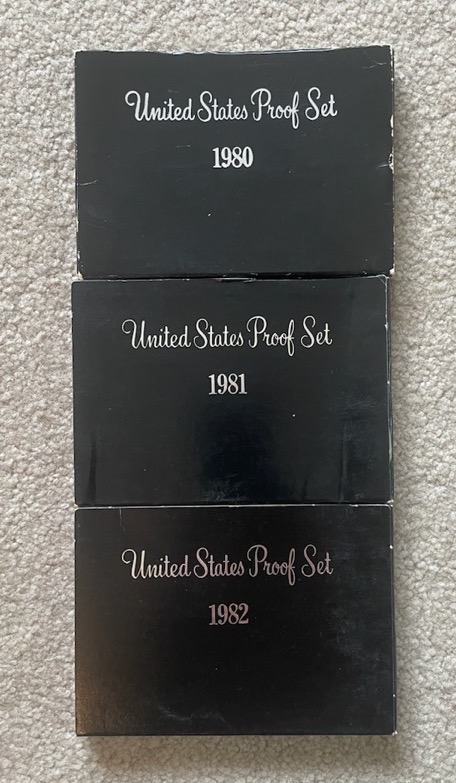 United States Proof Set
1980
United States Proof Set
1981
United States Proof Set
1982